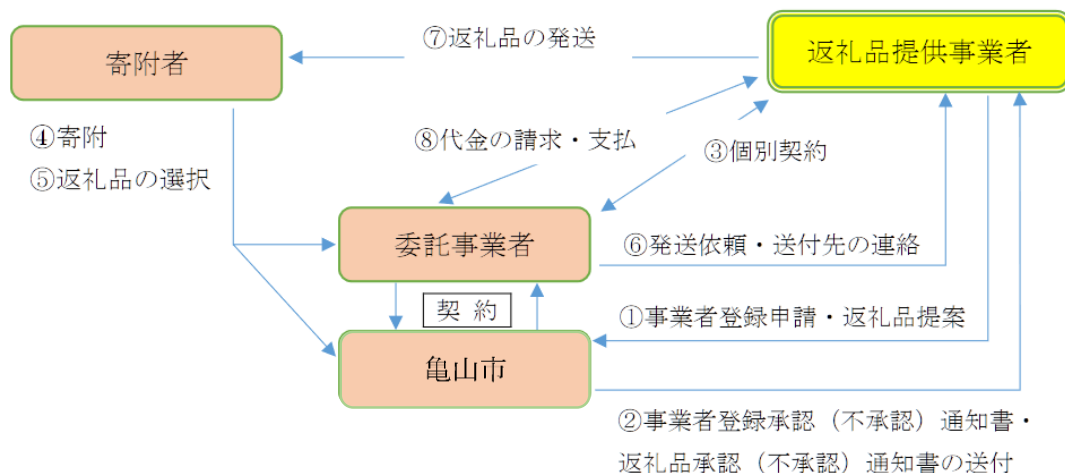 ⑦返礼品の発送
寄附者
返礼品提供事業者
④寄附
⑤返礼品の選択
⑧代金の請求・支払
③個別契約
委託事業者
⑥発送依頼・送付先の連絡
契約
①事業者登録申請・返礼品提案
亀山市
②事業者登録承認（不承認）通知書・
返礼品承認（不承認）通知書の送付